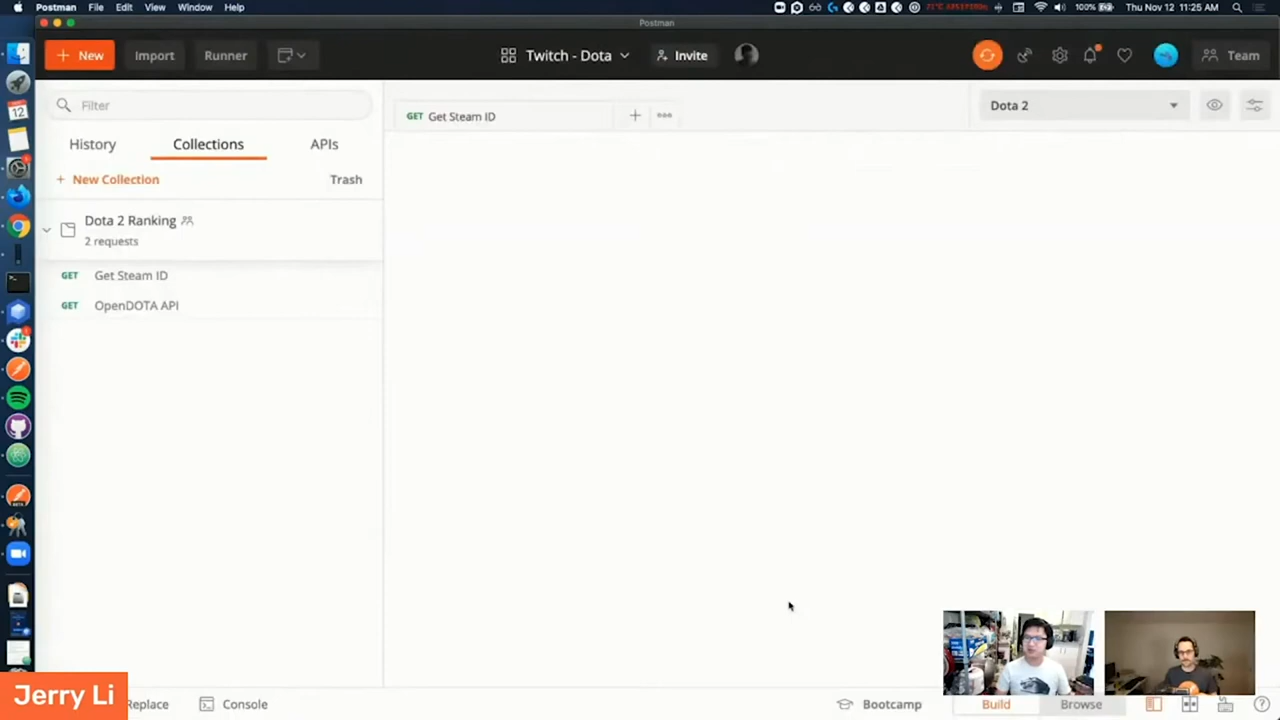 Postman File Edit View Window Help
100%
Thu Nov 12 11:25 AM
Postman
+ New
Import
Runner
Twitch - Dota
Invite
Team
Filter
GET Get Steam ID
Dota 2
History
Collections
APIs
+ New Collection
Trash
Dota 2 Ranking
2 requests
GET Get Steam ID
GET OpenDOTA API
Jerry Li
Replace
Console
Bootcamp
Build
Browse